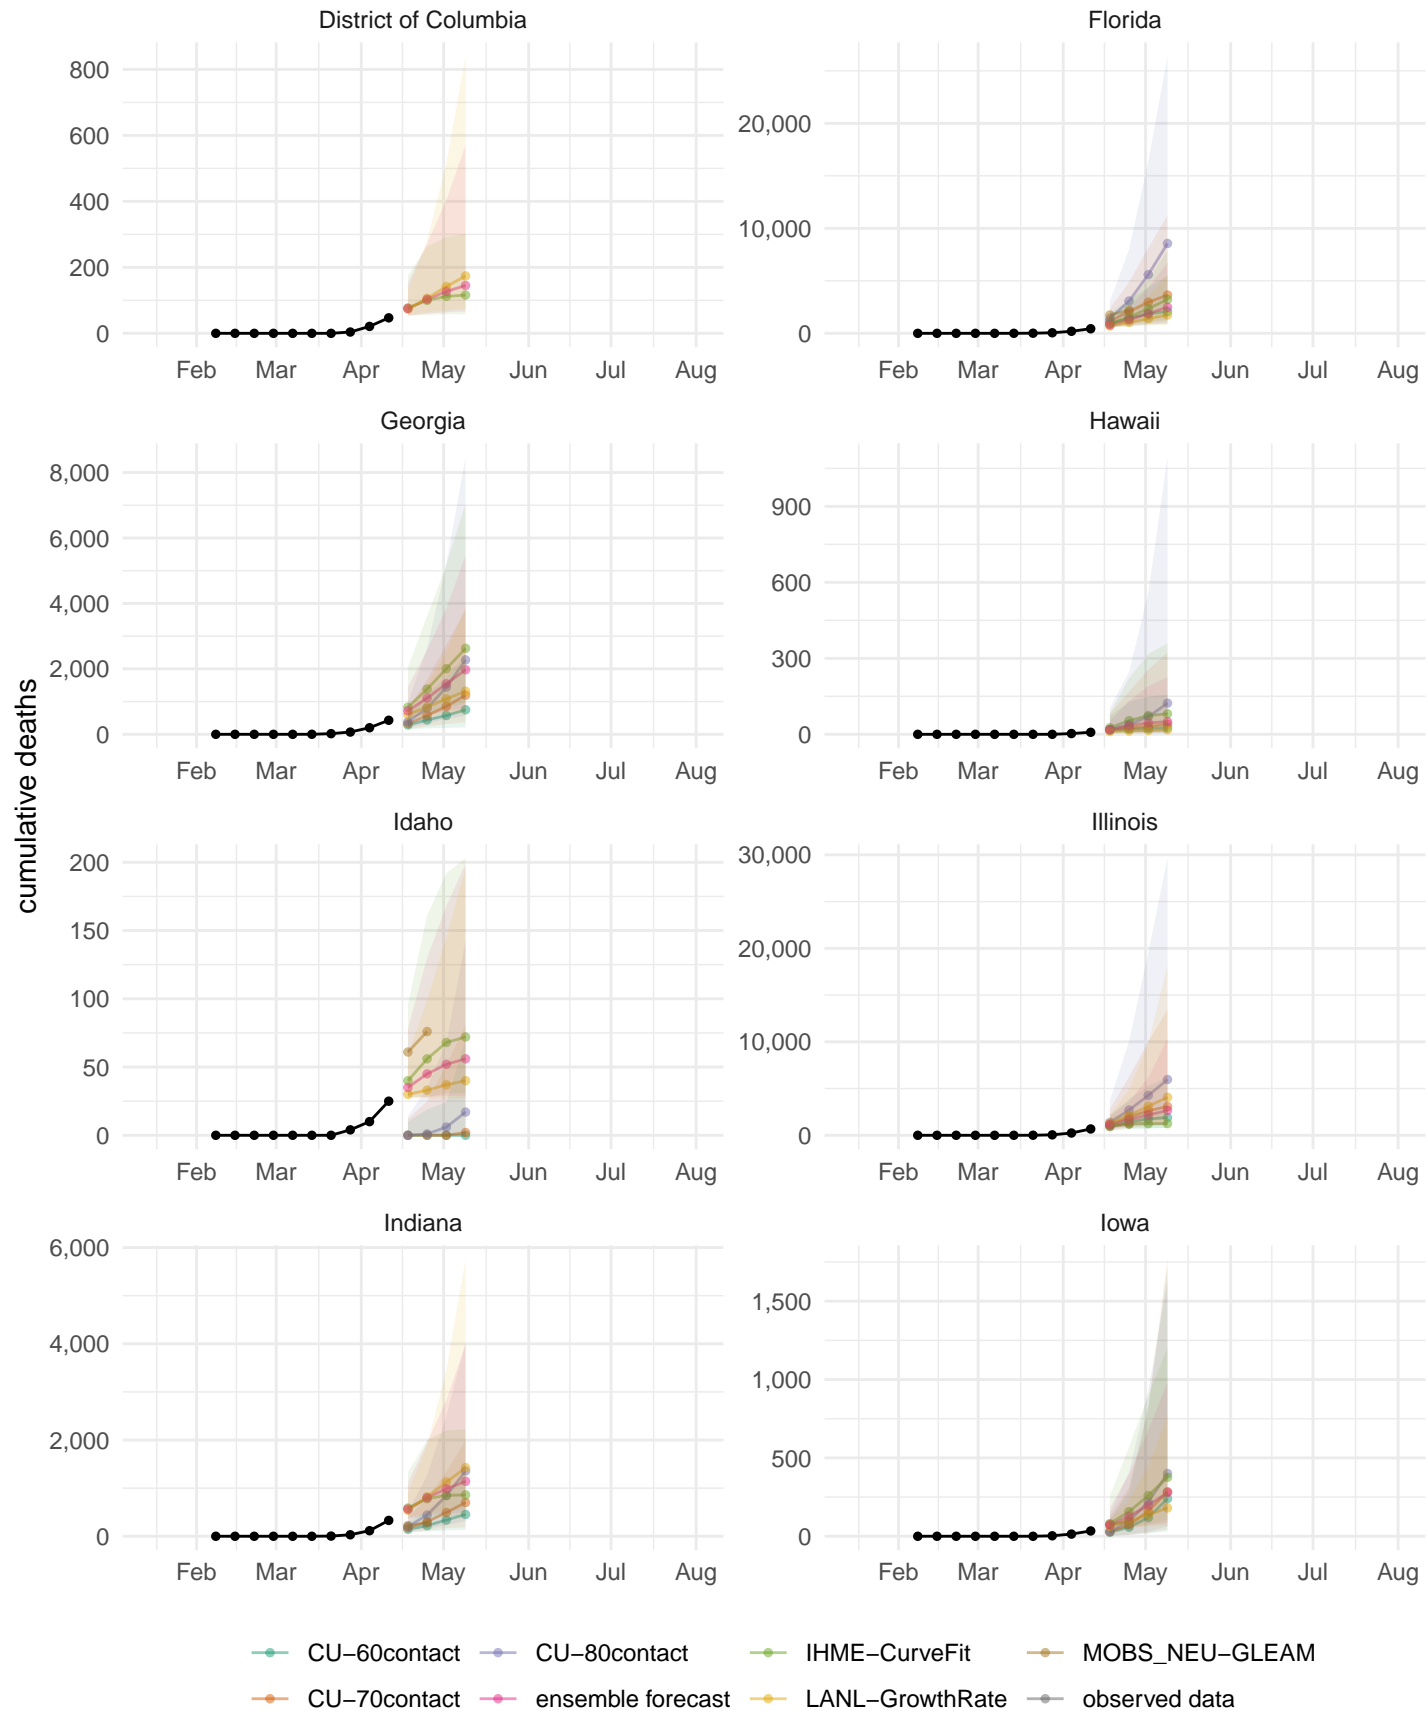 District of Columbia
Florida
800
600
400
200
0
20,000
10,000
0
Feb Mar Apr May Jun Jul Aug
Feb Mar Apr May Jun Jul Aug
Georgia
Hawaii
8,000
6,000
4,000
2,000
0
900
600
300
0
Feb Mar Apr May Jun Jul Aug
Feb Mar Apr May Jun Jul Aug
cumulative deaths
Idaho
Illinois
200
150
100
50
0
30,000
20,000
10,000
0
Feb Mar Apr May Jun Jul Aug
Feb Mar Apr May Jun Jul Aug
Indiana
Iowa
6,000
4,000
2,000
0
1,500
1,000
500
0
Feb Mar Apr May Jun Jul Aug
Feb Mar Apr May Jun Jul Aug
CU−60contact CU−80contact IHME−CurveFit MOBS_NEU−GLEAM
CU−70contact ensemble forecast LANL−GrowthRate observed data